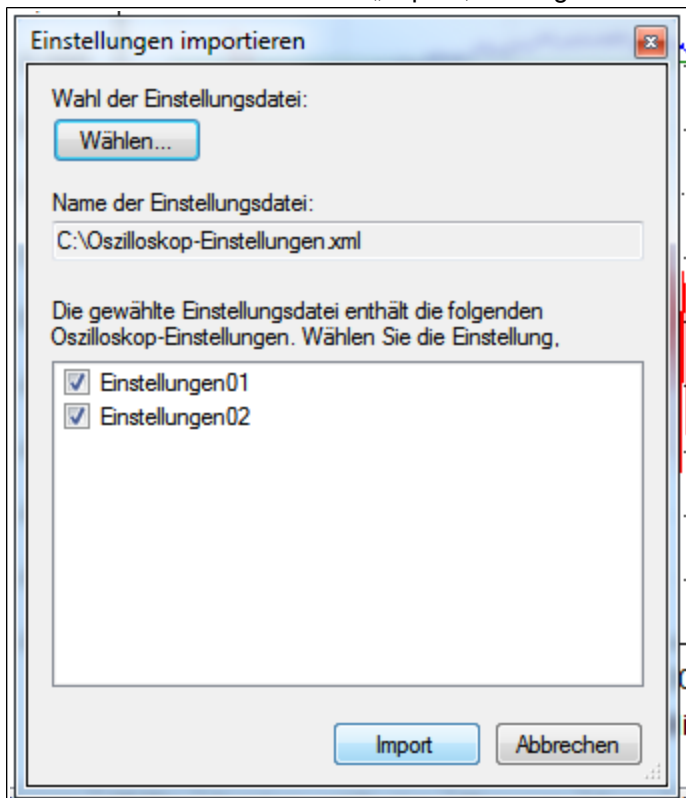 Einstellungen importieren
Wahl der Einstellungsdatei:
Wählen...
Name der Einstellungsdatei:
C:\Oszilloskop-Einstellungen.xml
Die gewählte Einstellungsdatei enthält die folgenden
Oszilloskop-Einstellungen. Wählen Sie die Einstellung,
Einstellungen01
Einstellungen02
Import
Abbrechen